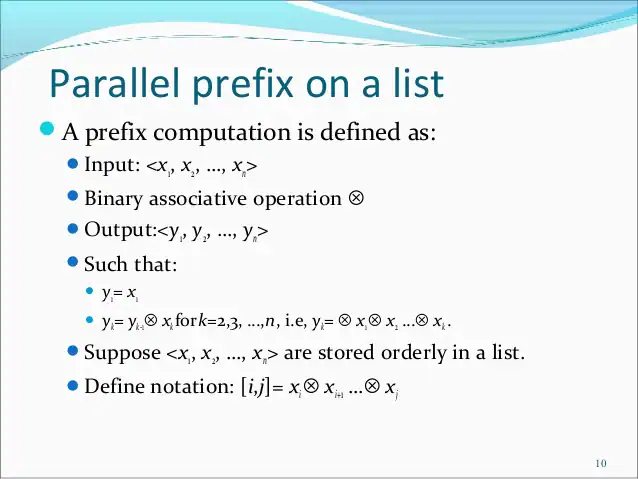 Parallel prefix on a list
A prefix computation is defined as:
Input: <x₁, x₂, ..., xₙ>
Binary associative operation ⊗
Output:<y₁, y₂, ..., yₙ>
Such that:
y₁= x₁
yₖ= yₖ₋₁⊗ xₖ fork=2,3, ...,n, i.e, yₖ= ⊗ x₁⊗ x₂ ...⊗ xₖ.
Suppose <x₁, x₂, ..., xₙ> are stored orderly in a list.
Define notation: [i,j]= xᵢ⊗ xᵢ₊₁ ...⊗ xⱼ
10